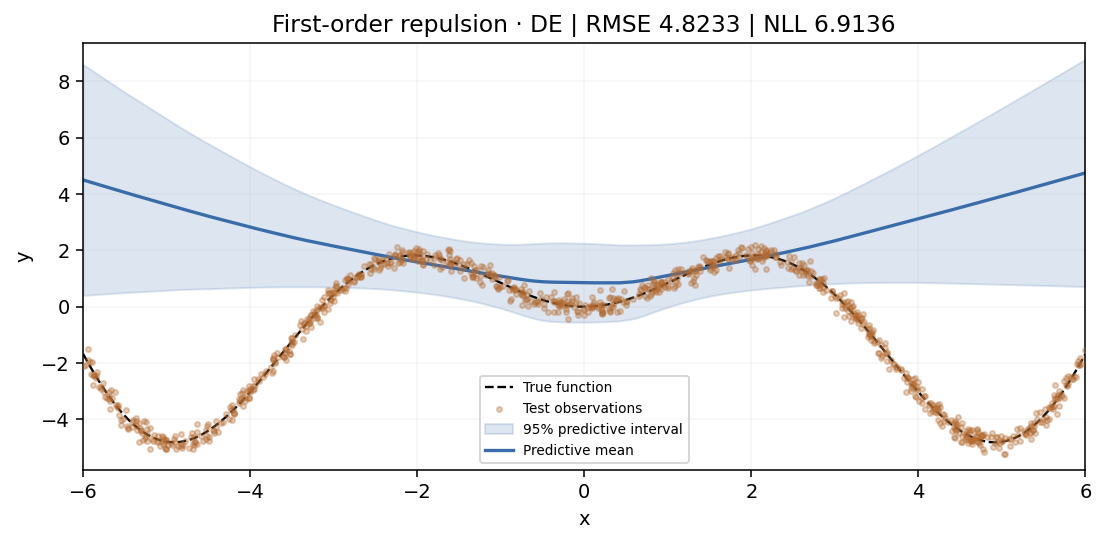 First-order repulsion · DE | RMSE 4.8233 | NLL 6.9136
y
8
6
4
2
0
−2
−4
True function
Test observations
95% predictive interval
Predictive mean
−6 −4 −2 0 2 4 6
x